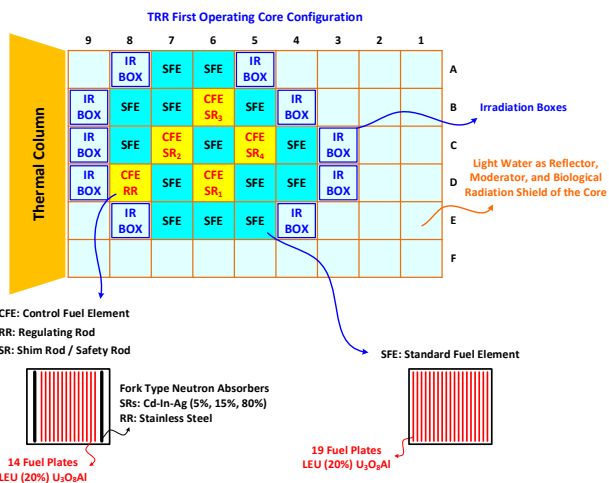 TRR First Operating Core Configuration
9 8 7 6 5 4 3 2 1
Thermal Column
IR
BOX
SFE
SFE
IR
BOX
A
IR
BOX
SFE
SFE
CFE
SR₃
SFE
IR
BOX
B
Irradiation Boxes
IR
BOX
SFE
CFE
SR₂
SFE
CFE
SR₄
SFE
IR
BOX
C
Light Water as Reflector,
Moderator, and Biological
Radiation Shield of the Core
IR
BOX
CFE
RR
SFE
CFE
SR₁
SFE
SFE
IR
BOX
D
IR
BOX
SFE
SFE
SFE
IR
BOX
E
F
CFE: Control Fuel Element
RR: Regulating Rod
SR: Shim Rod / Safety Rod
SFE: Standard Fuel Element
Fork Type Neutron Absorbers
SRs: Cd-In-Ag (5%, 15%, 80%)
RR: Stainless Steel
14 Fuel Plates
LEU (20%) U₃O₈Al
19 Fuel Plates
LEU (20%) U₃O₈Al